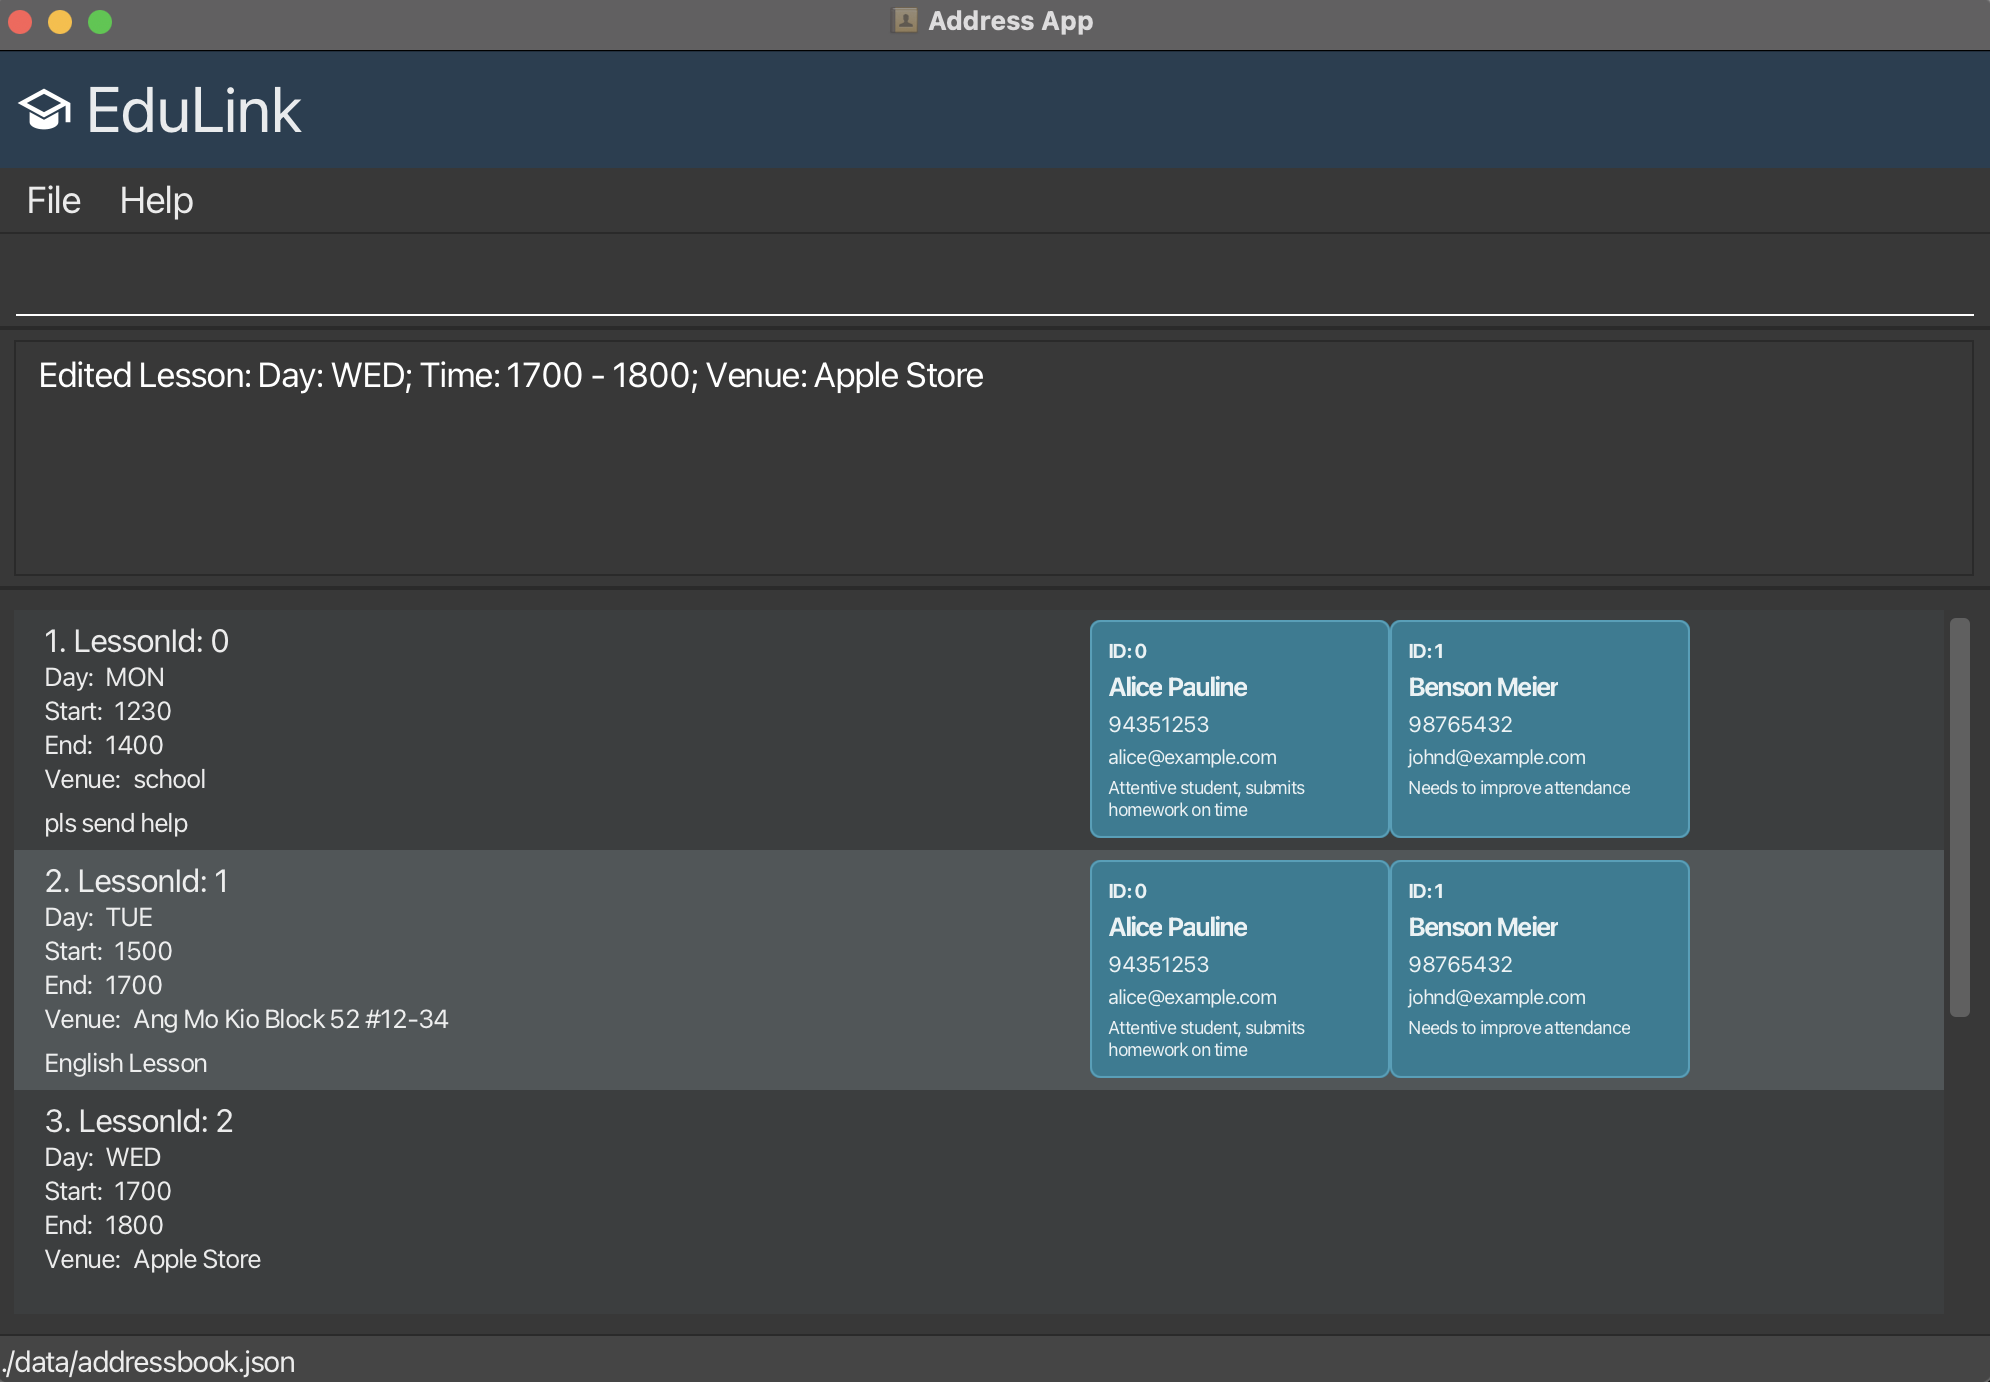 Address App
EduLink
File Help
Edited Lesson: Day: WED; Time: 1700 - 1800; Venue: Apple Store
1. LessonId: 0
Day: MON
Start: 1230
End: 1400
Venue: school
pls send help
ID: 0
Alice Pauline
94351253
alice@example.com
Attentive student, submits
homework on time
ID: 1
Benson Meier
98765432
johnd@example.com
Needs to improve attendance
2. LessonId: 1
Day: TUE
Start: 1500
End: 1700
Venue: Ang Mo Kio Block 52 #12-34
English Lesson
ID: 0
Alice Pauline
94351253
alice@example.com
Attentive student, submits
homework on time
ID: 1
Benson Meier
98765432
johnd@example.com
Needs to improve attendance
3. LessonId: 2
Day: WED
Start: 1700
End: 1800
Venue: Apple Store
./data/addressbook.json